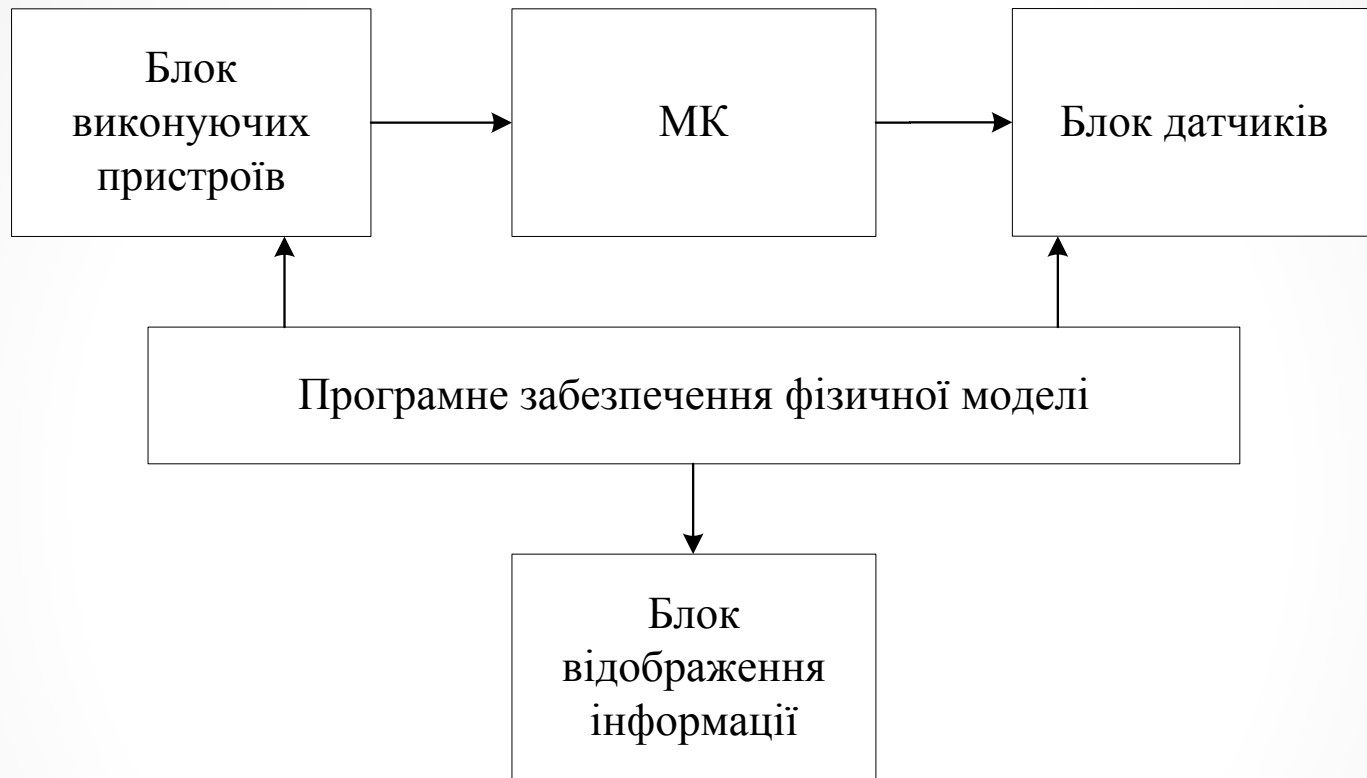 Блок
виконуючих
пристроїв
МК
Блок датчиків
Програмне забезпечення фізичної моделі
Блок
відображення
інформації